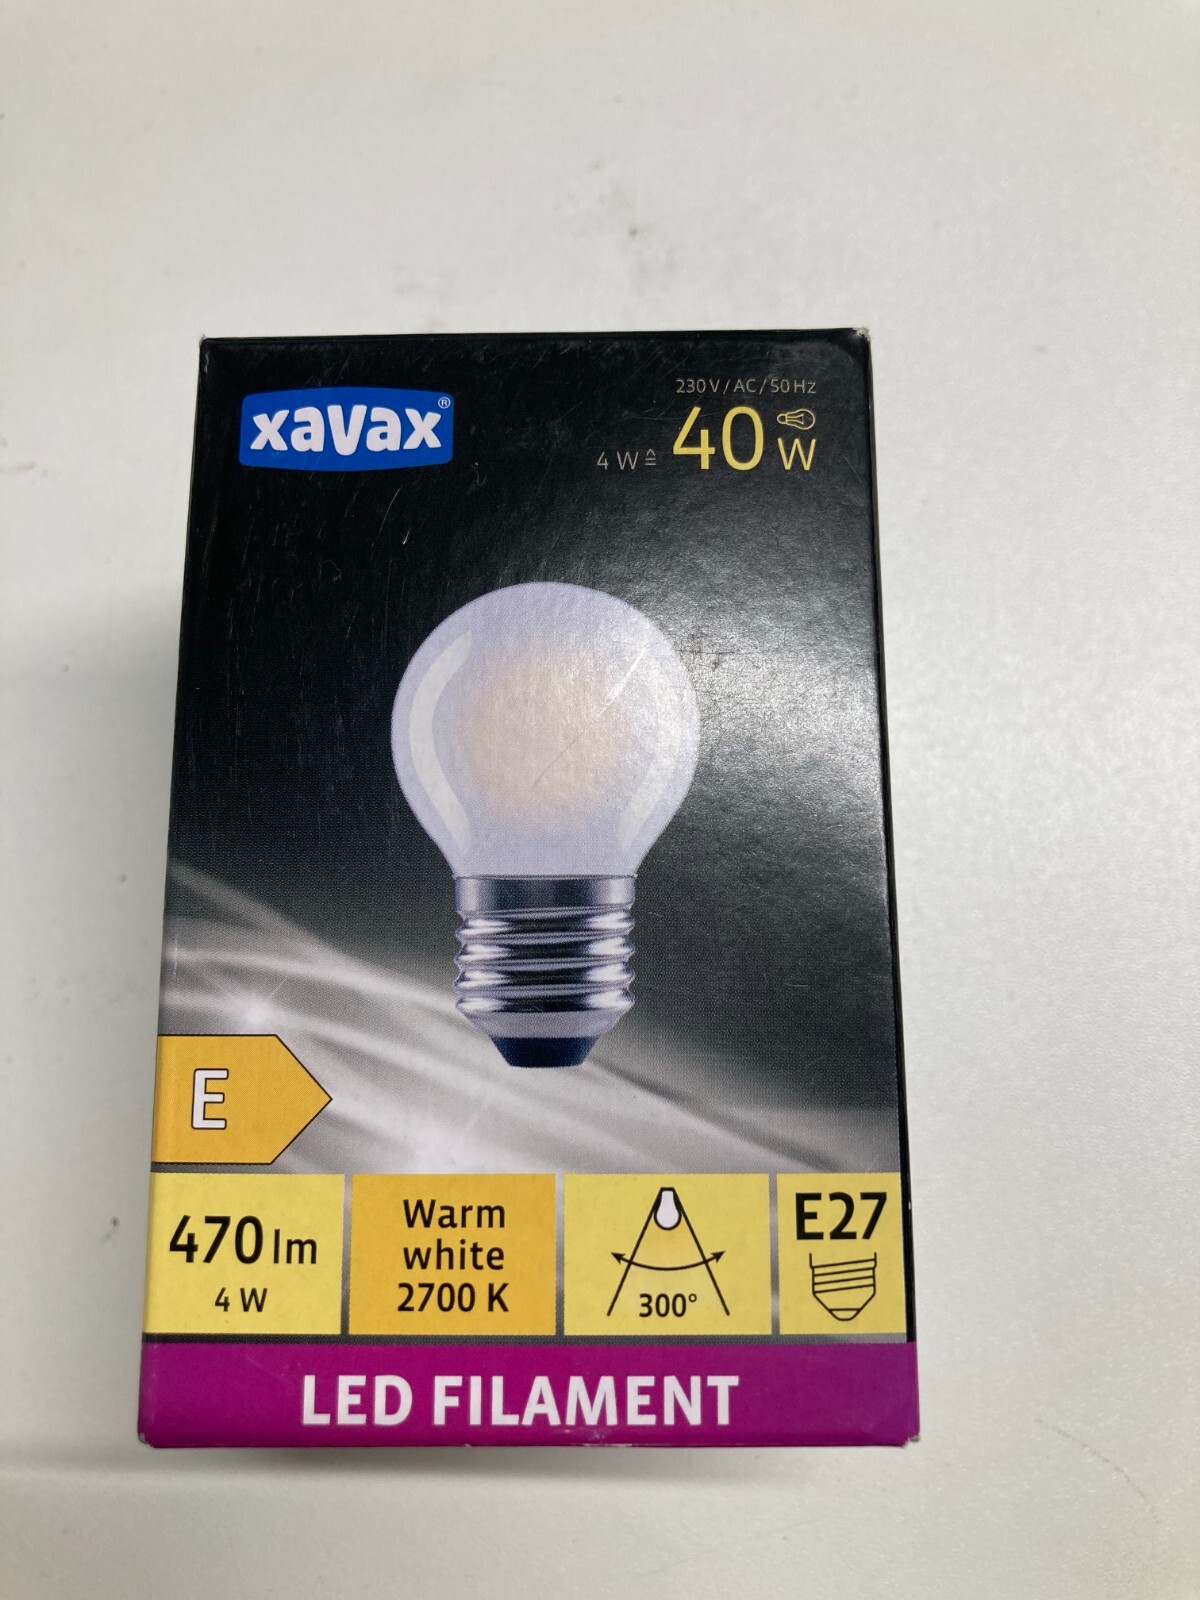 xavax®
230 V / AC / 50 Hz
4 W ≙ 40 W
E
470 lm
4 W
Warm
white
2700 K
300°
E27
LED FILAMENT